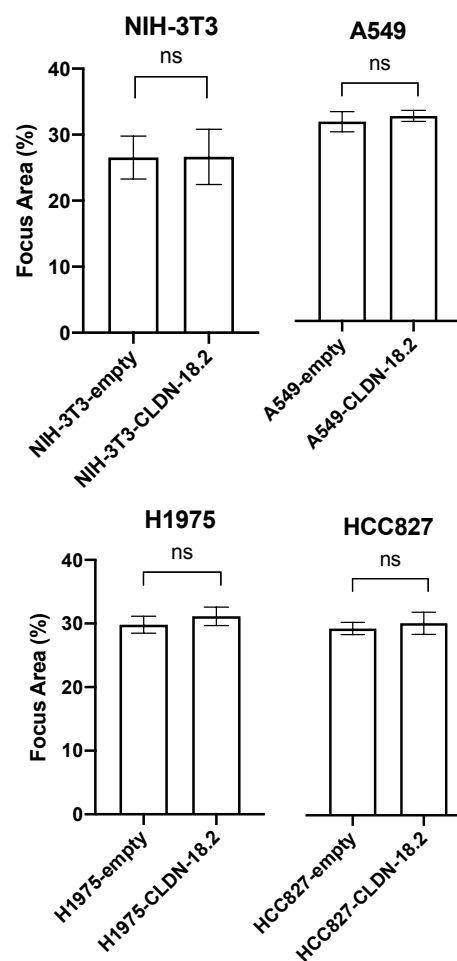 NIH-3T3
ns
Focus Area (%)
40
30
20
10
0
NIH-3T3-empty
NIH-3T3-CLDN-18.2
A549
ns
A549-empty
A549-CLDN-18.2
H1975
ns
Focus Area (%)
40
30
20
10
0
H1975-empty
H1975-CLDN-18.2
HCC827
ns
HCC827-empty
HCC827-CLDN-18.2